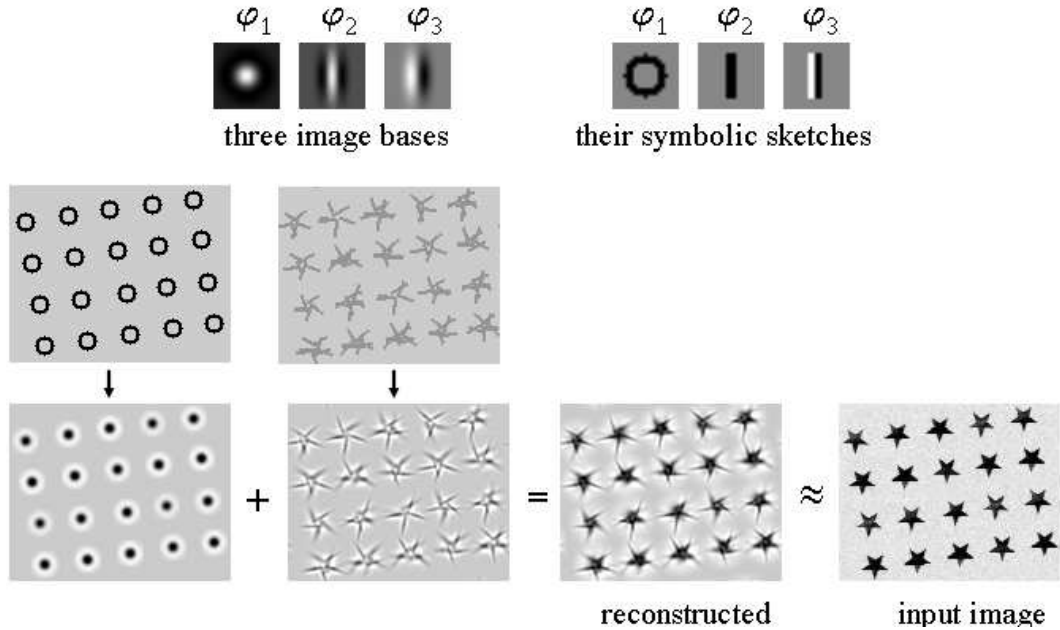 φ1 φ2 φ3
three image bases
φ1 φ2 φ3
their symbolic sketches
+ = ≈
reconstructed
input image